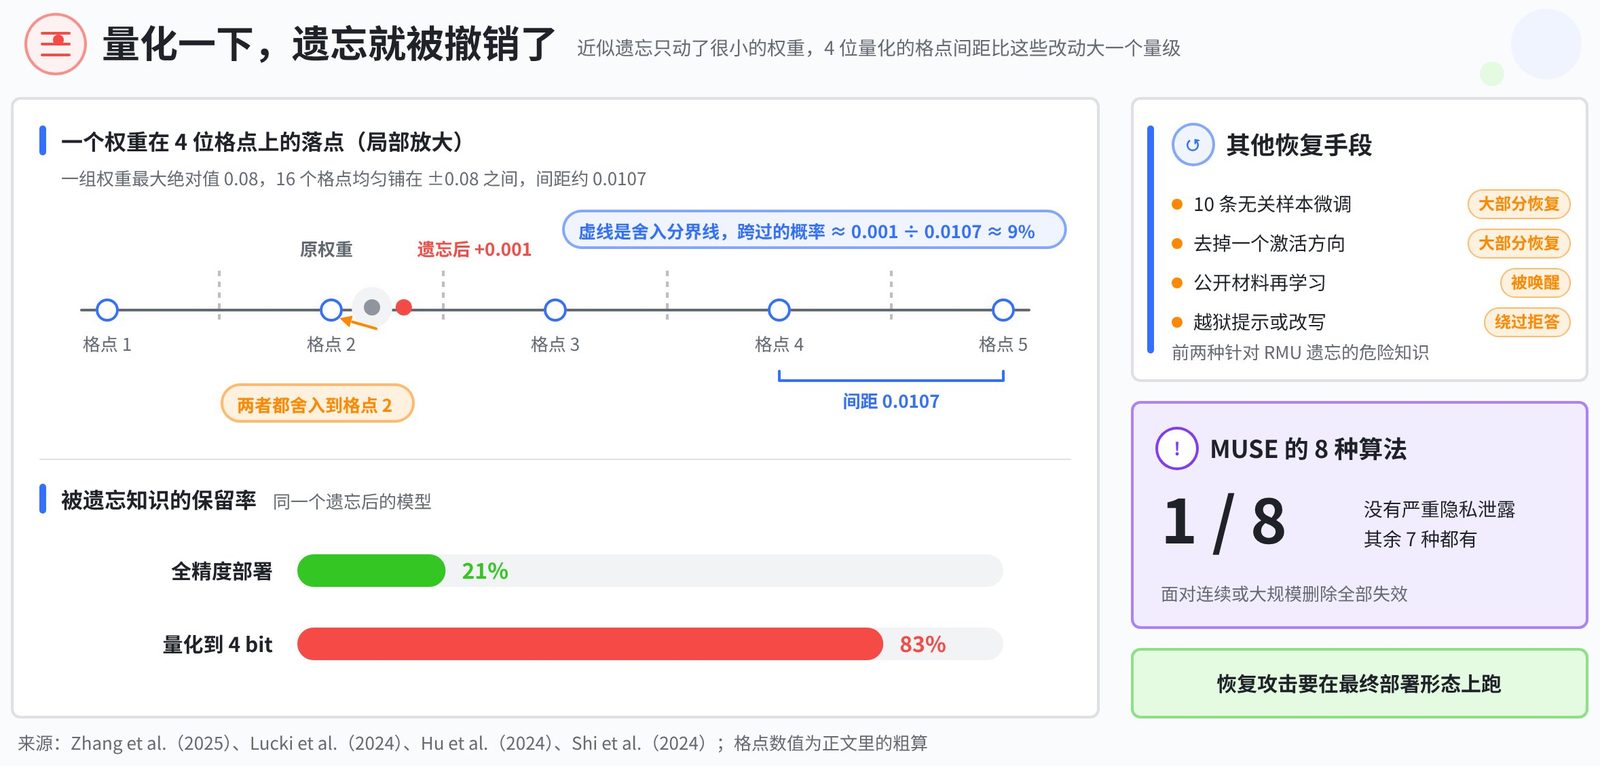 量化一下，遗忘就被撤销了
近似遗忘只动了很小的权重，4 位量化的格点间距比这些改动大一个量级
一个权重在 4 位格点上的落点（局部放大）
一组权重最大绝对值 0.08，16 个格点均匀铺在 ±0.08 之间，间距约 0.0107
虚线是舍入分界线，跨过的概率 ≈ 0.001 ÷ 0.0107 ≈ 9%
原权重
遗忘后 +0.001
格点 1
格点 2
格点 3
格点 4
格点 5
两者都舍入到格点 2
间距 0.0107
被遗忘知识的保留率
同一个遗忘后的模型
全精度部署
21%
量化到 4 bit
83%
其他恢复手段
10 条无关样本微调
大部分恢复
去掉一个激活方向
大部分恢复
公开材料再学习
被唤醒
越狱提示或改写
绕过拒答
前两种针对 RMU 遗忘的危险知识
!
MUSE 的 8 种算法
1 / 8
没有严重隐私泄露
其余 7 种都有
面对连续或大规模删除全部失效
恢复攻击要在最终部署形态上跑
来源：Zhang et al.（2025）、Lucki et al.（2024）、Hu et al.（2024）、Shi et al.（2024）；格点数值为正文里的粗算